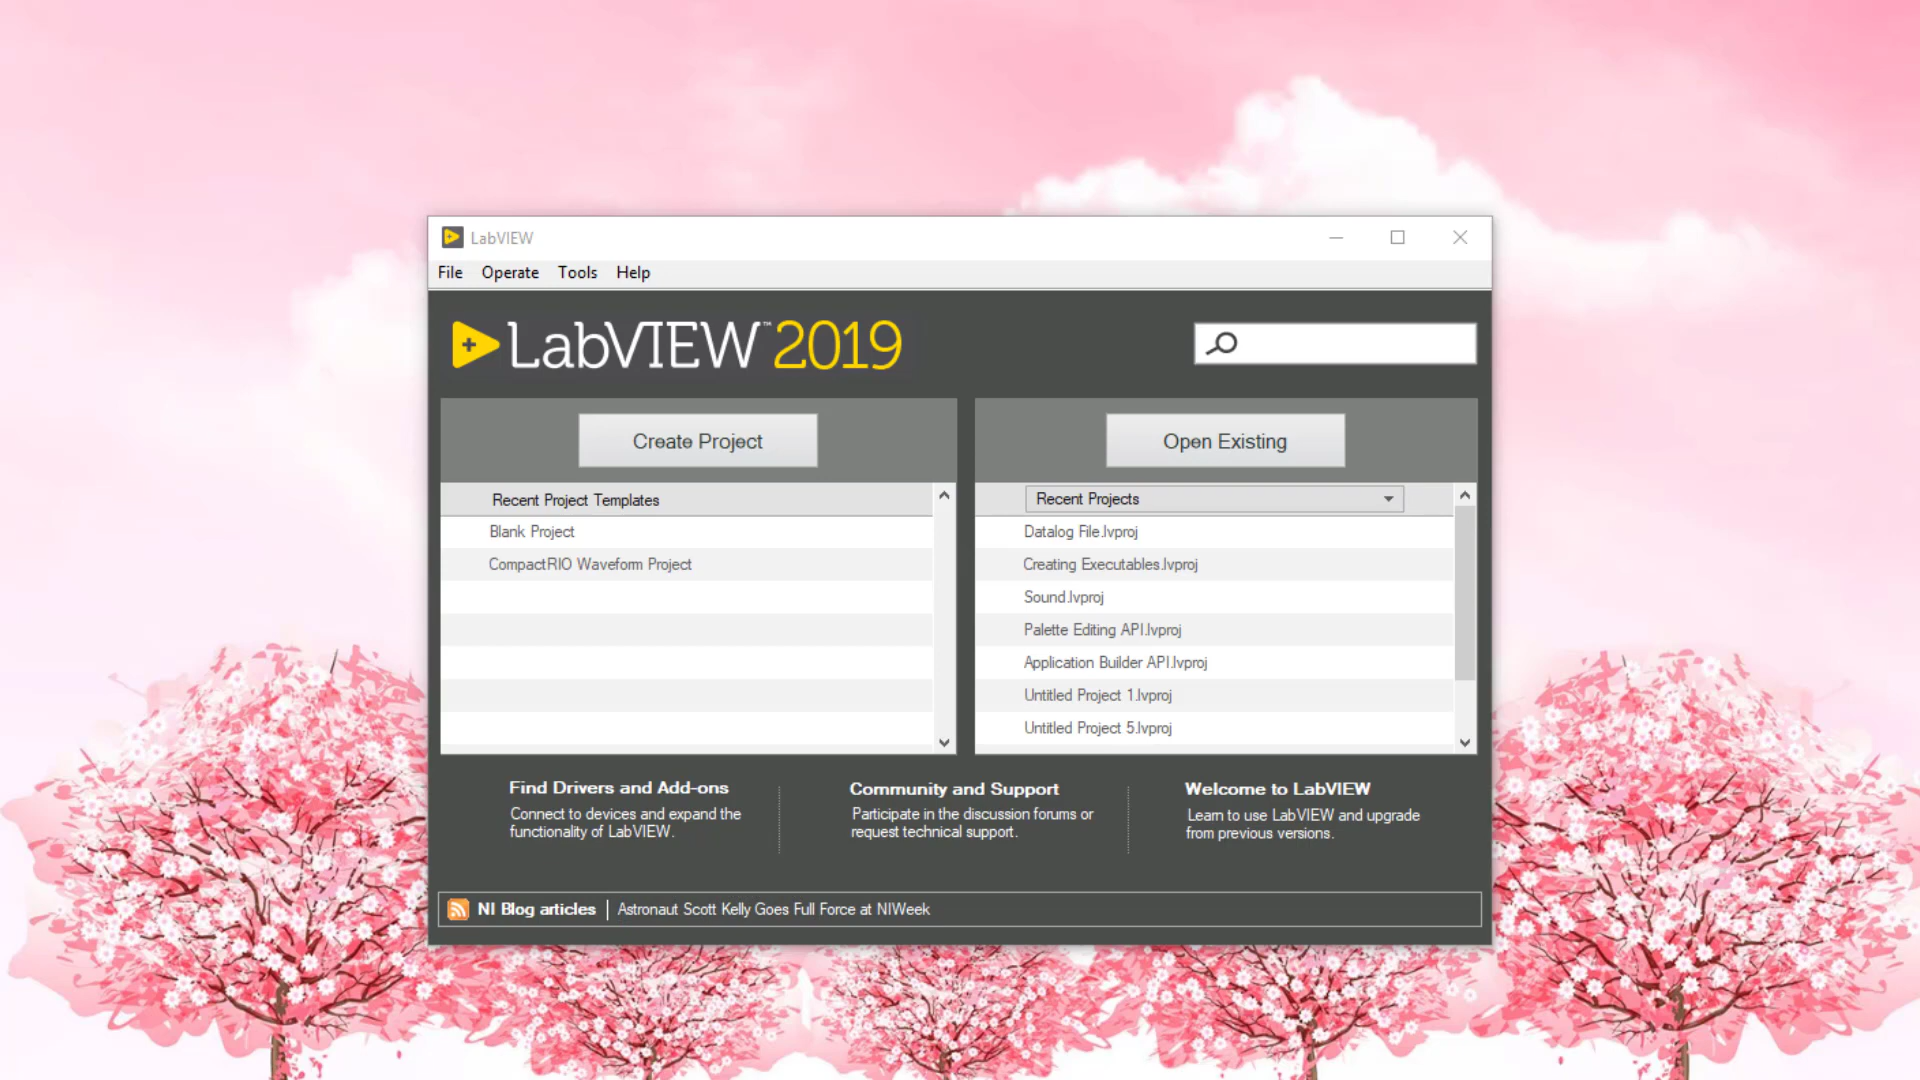 LabVIEW
File Operate Tools Help
LabVIEW™ 2019
Create Project
Open Existing
Recent Project Templates
Blank Project
CompactRIO Waveform Project
Recent Projects
Datalog File.lvproj
Creating Executables.lvproj
Sound.lvproj
Palette Editing API.lvproj
Application Builder API.lvproj
Untitled Project 1.lvproj
Untitled Project 5.lvproj
Find Drivers and Add-ons
Connect to devices and expand the
functionality of LabVIEW.
Community and Support
Participate in the discussion forums or
request technical support.
Welcome to LabVIEW
Learn to use LabVIEW and upgrade
from previous versions.
NI Blog articles | Astronaut Scott Kelly Goes Full Force at NIWeek